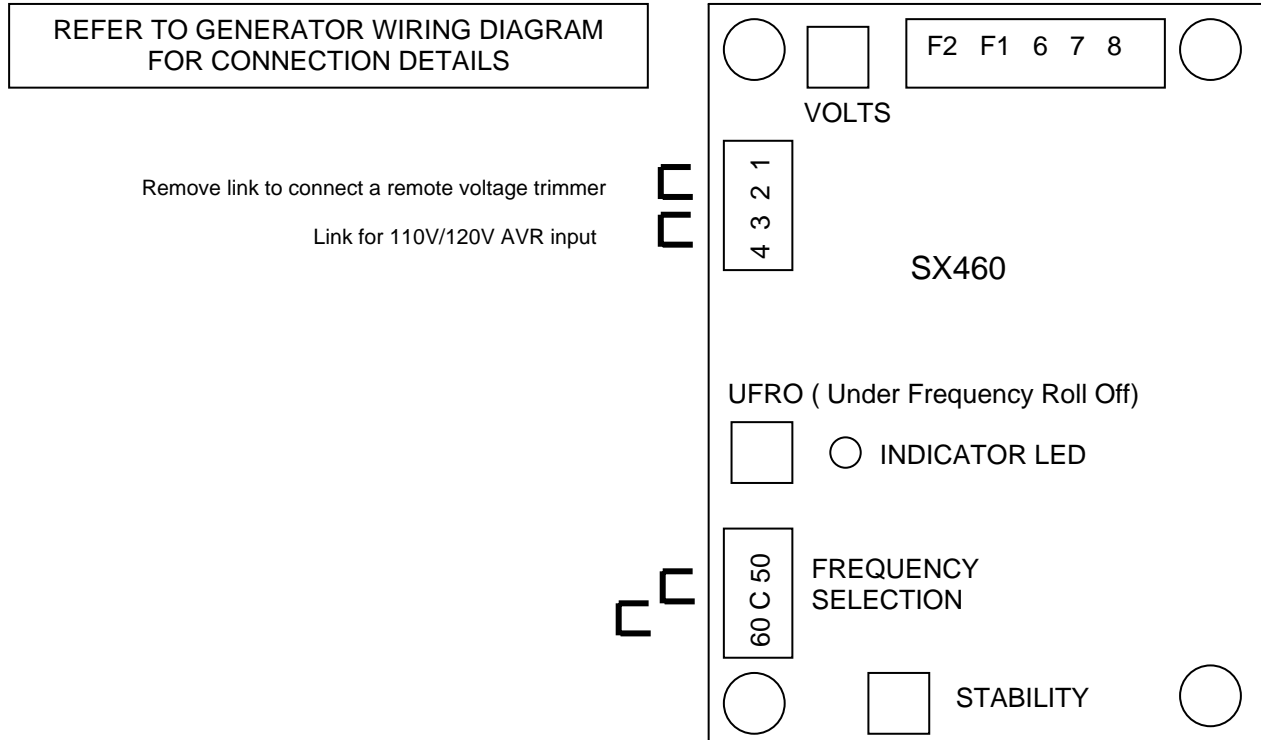 REFER TO GENERATOR WIRING DIAGRAM
FOR CONNECTION DETAILS
F2 F1 6 7 8
VOLTS
Remove link to connect a remote voltage trimmer
Link for 110V/120V AVR input
4 3 2 1
SX460
UFRO ( Under Frequency Roll Off)
INDICATOR LED
60 C 50
FREQUENCY
SELECTION
STABILITY